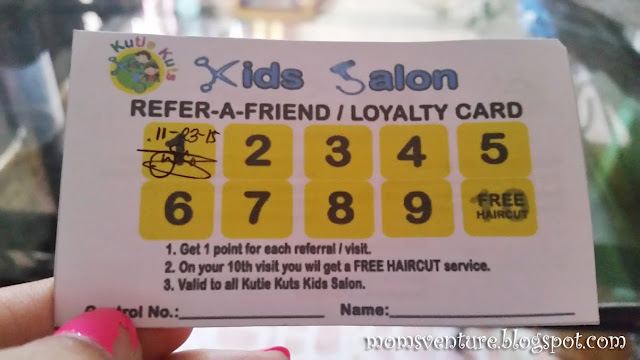 Kutie Kuts
Kids Salon
REFER-A-FRIEND / LOYALTY CARD
11-23-15
1 2 3 4 5
6 7 8 9 10 FREE HAIRCUT
1. Get 1 point for each referral / visit.
2. On your 10th visit you wil get a FREE HAIRCUT service.
3. Valid to all Kutie Kuts Kids Salon.
Control No.: Name:
momsventure.blogspot.com